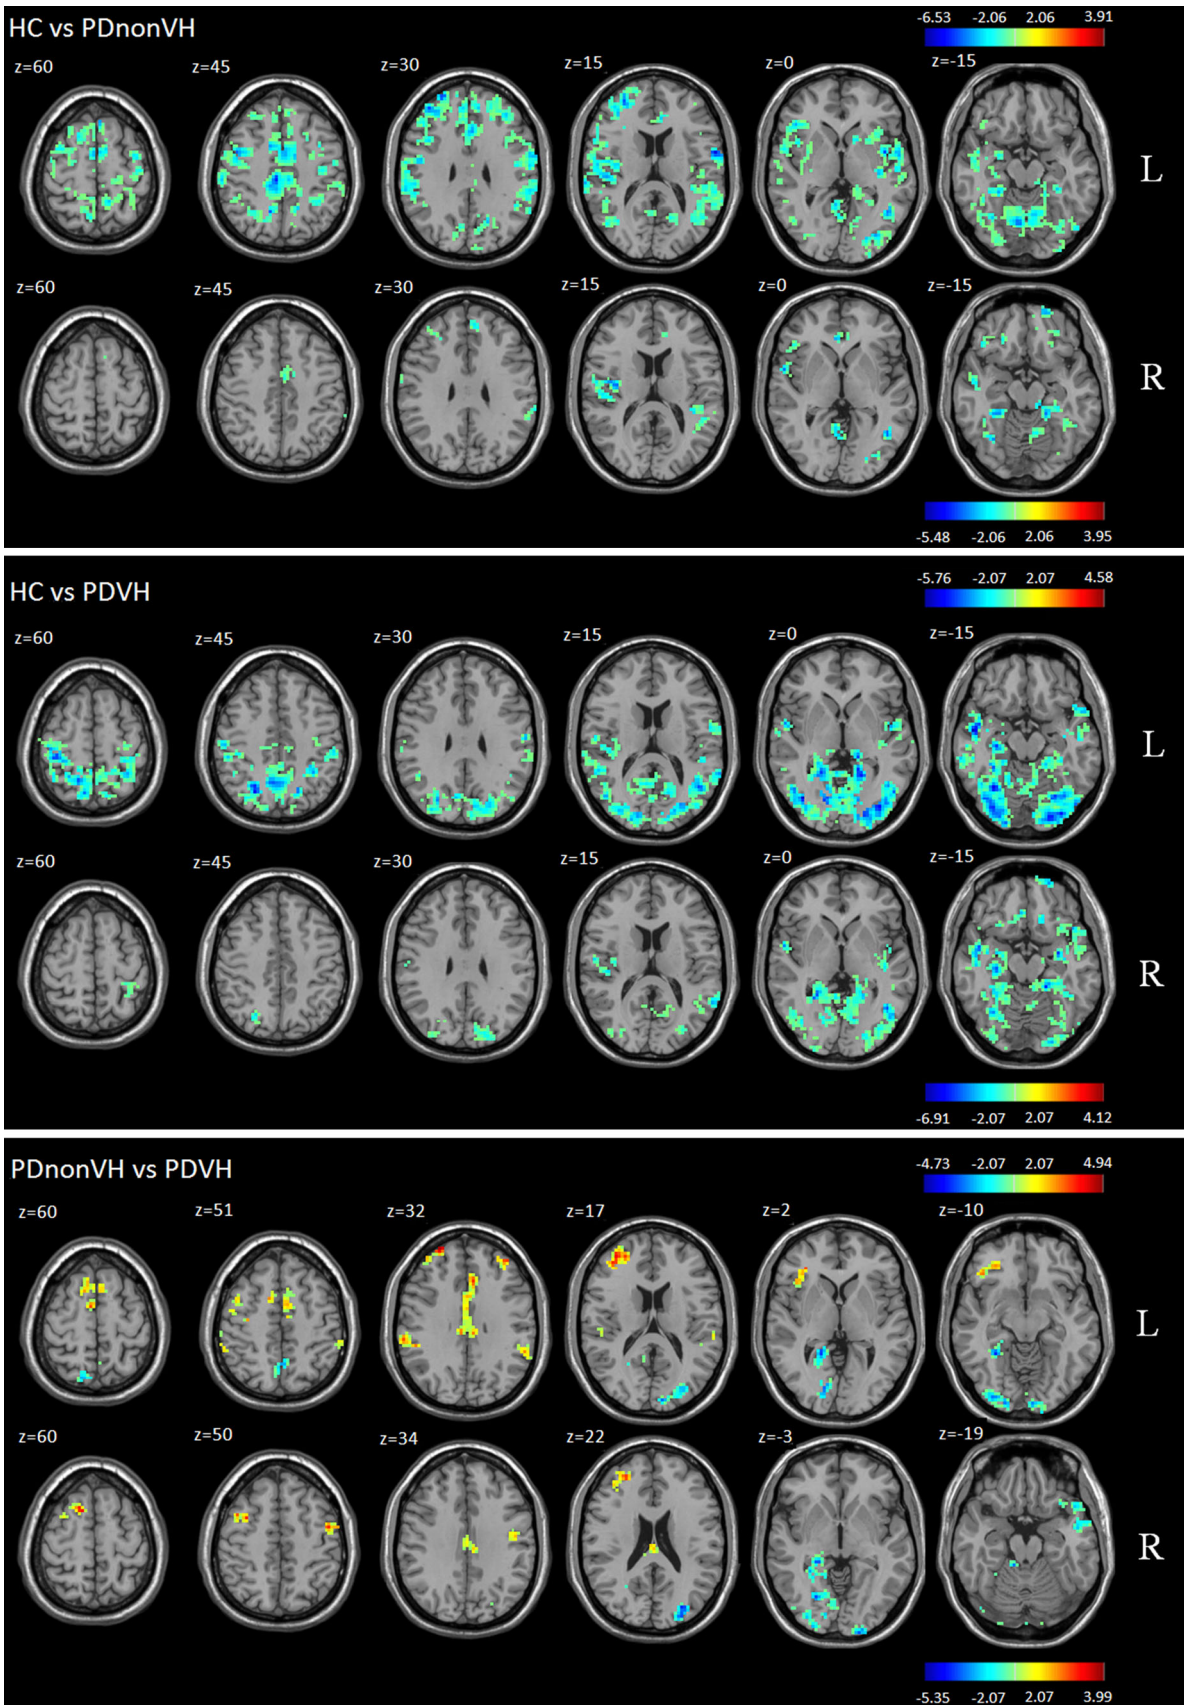 HC vs PDnonVH
-6.53 -2.06 2.06 3.91
z=60 z=45 z=30 z=15 z=0 z=-15
L
z=60 z=45 z=30 z=15 z=0 z=-15
R
-5.48 -2.06 2.06 3.95
HC vs PDVH
-5.76 -2.07 2.07 4.58
z=60 z=45 z=30 z=15 z=0 z=-15
L
z=60 z=45 z=30 z=15 z=0 z=-15
R
-6.91 -2.07 2.07 4.12
PDnonVH vs PDVH
-4.73 -2.07 2.07 4.94
z=60 z=51 z=32 z=17 z=2 z=-10
L
z=60 z=50 z=34 z=22 z=-3 z=-19
R
-5.35 -2.07 2.07 3.99